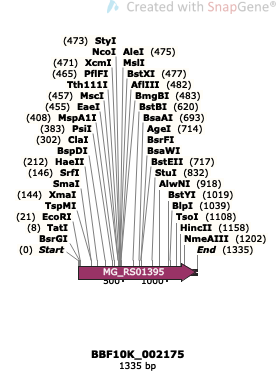 Created with SnapGene®
(473) StyI
NcoI AleI (475)
(471) XcmI MslI
(465) PflFI BstXI (477)
Tth111I AflIII (482)
(457) MscI BmgBI (483)
(455) EaeI BstBI (620)
(408) MspA1I BsaAI (693)
(383) PsiI AgeI (714)
(302) ClaI BsrFI
BspDI BsaWI
(212) HaeII BstEII (717)
(146) SrfI StuI (832)
SmaI AlwNI (918)
(144) XmaI BstYI (1019)
TspMI BlpI (1039)
(21) EcoRI TsoI (1108)
(8) TatI HincII (1158)
BsrGI NmeAIII (1202)
(0) Start End (1335)
MG_RS01395
500 1000
BBF10K_002175
1335 bp